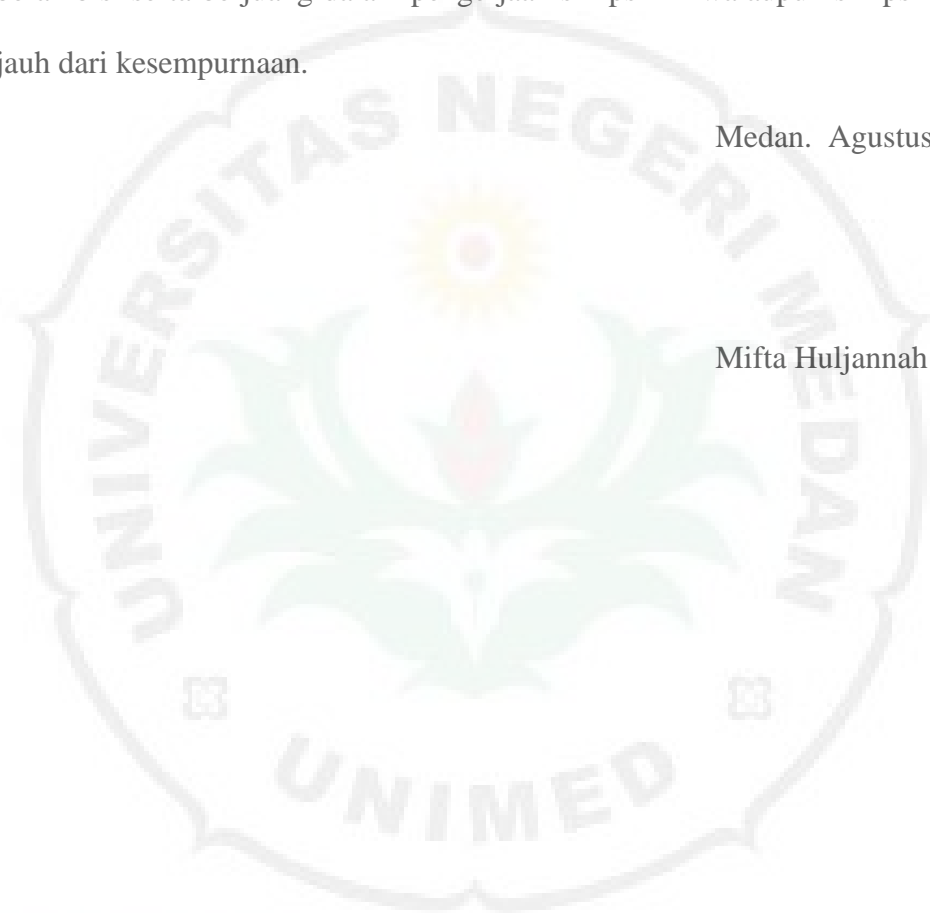 jauh dari kesempurnaan.
Medan. Agustus
Mifta Huljannah
UNIVERSITAS NEGERI MEDAN
UNIMED